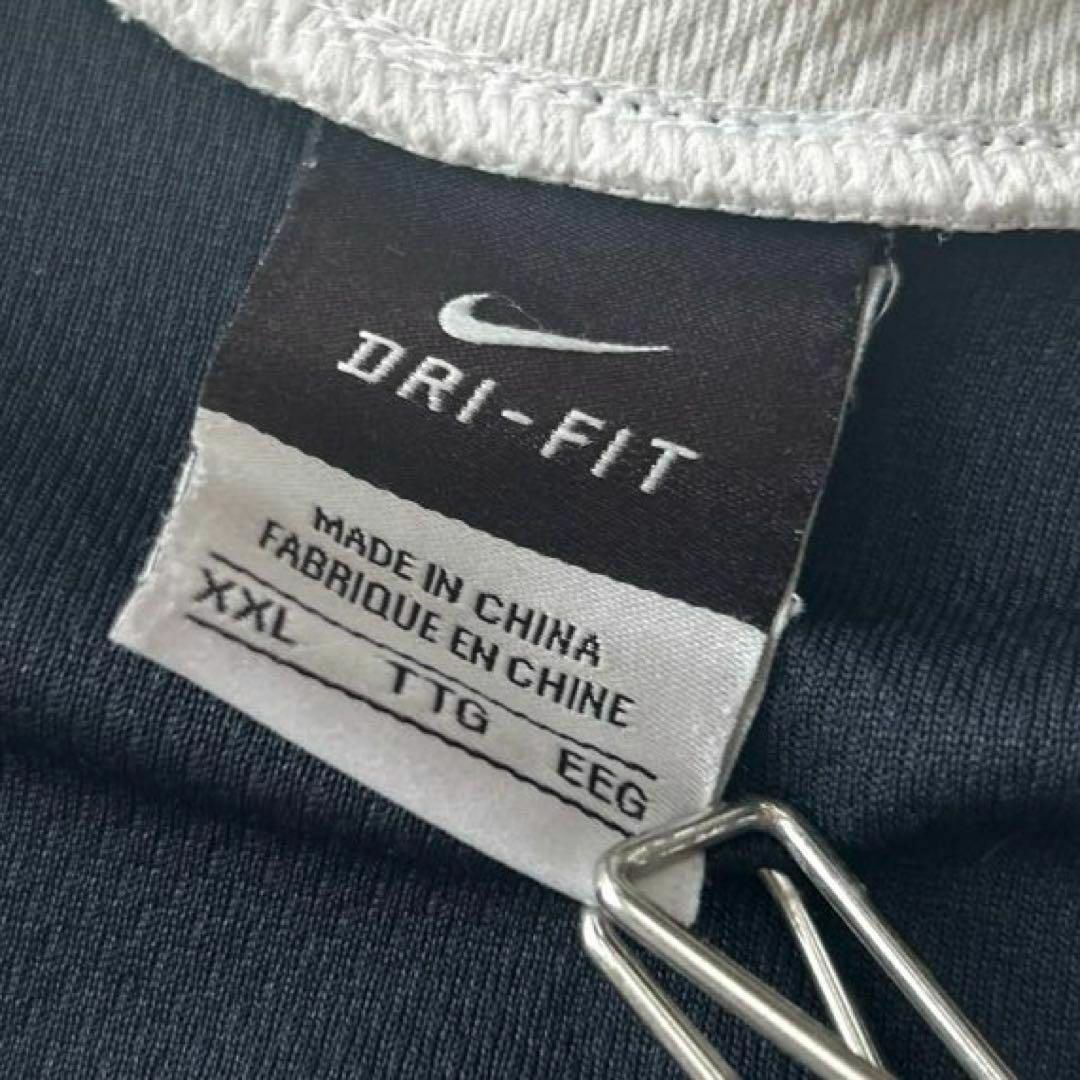 DRI-FIT
MADE IN CHINA
FABRIQUE EN CHINE
XXL TTG EEG